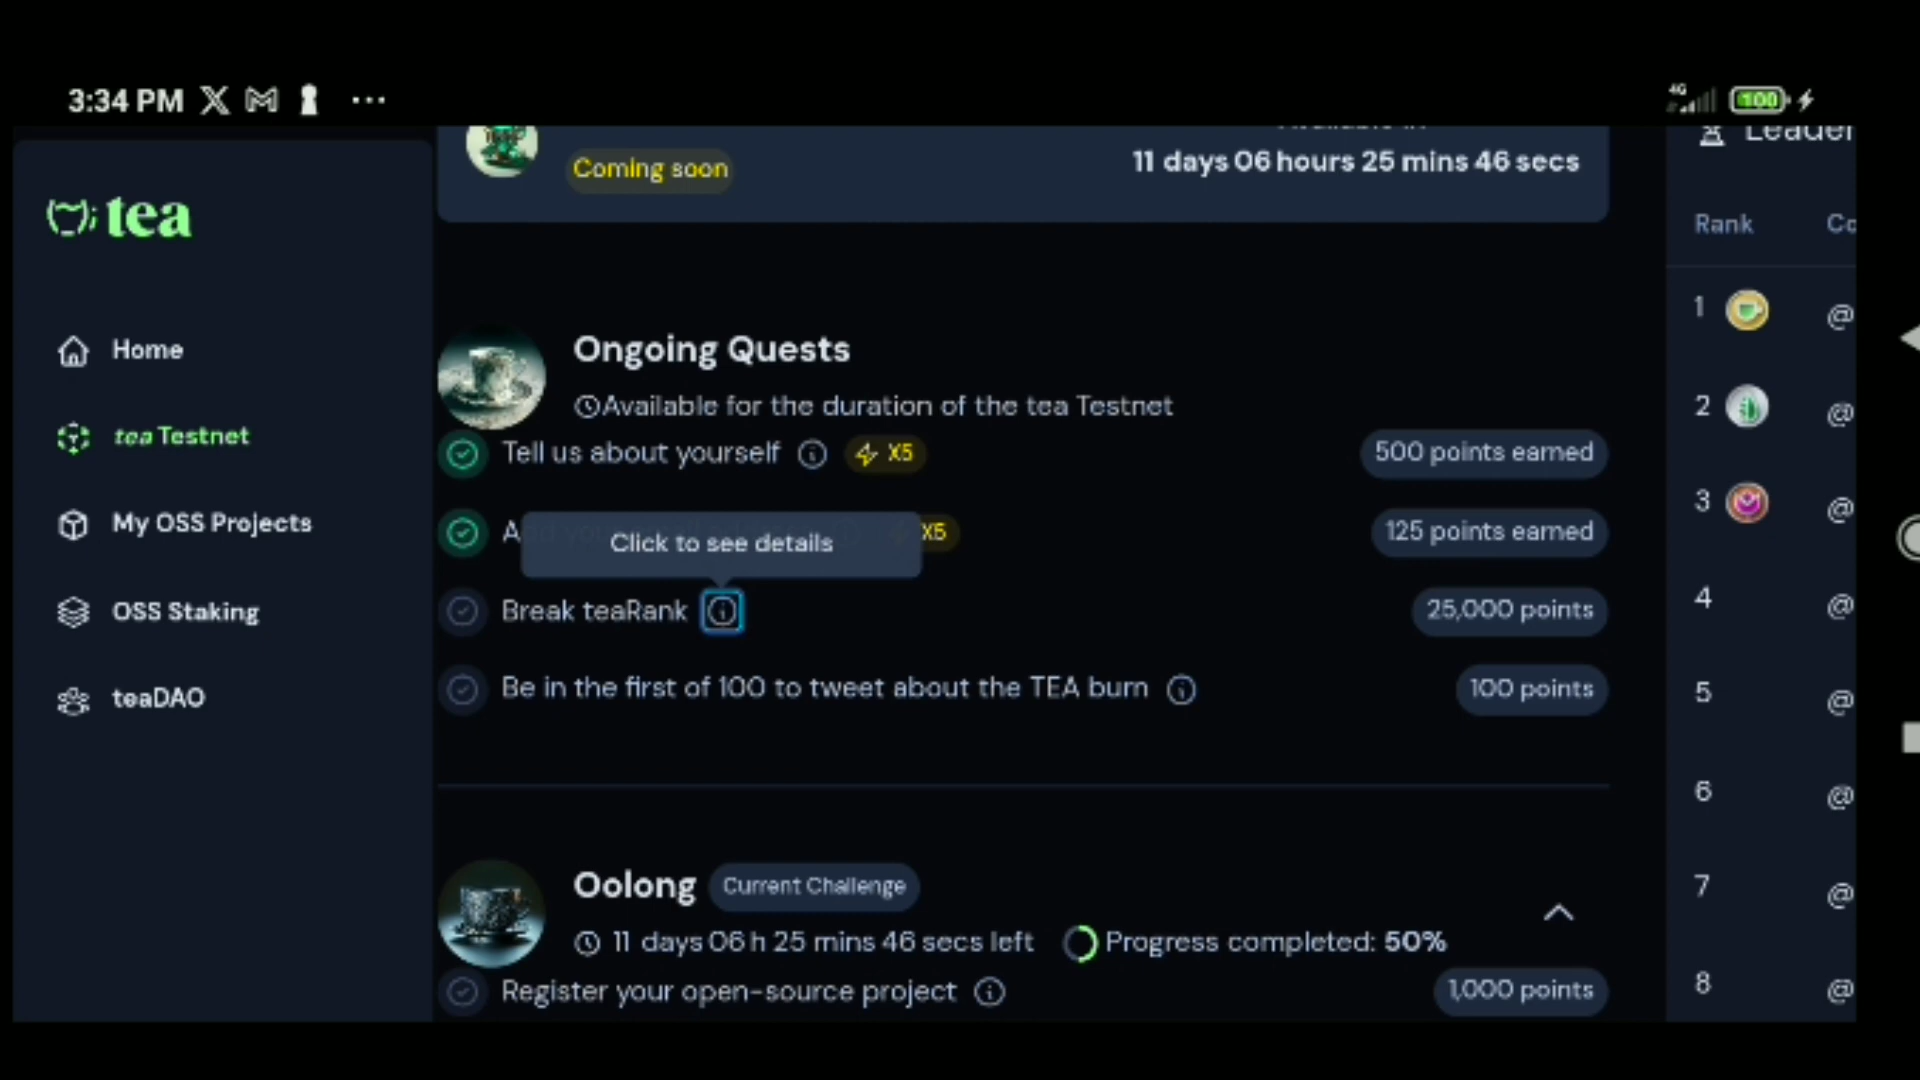 3:34 PM
4G
100
tea
Home
tea Testnet
My OSS Projects
OSS Staking
teaDAO
Coming soon
11 days 06 hours 25 mins 46 secs
Ongoing Quests
Available for the duration of the tea Testnet
Tell us about yourself X5 500 points earned
Click to see details
X5 125 points earned
Break teaRank 25,000 points
Be in the first of 100 to tweet about the TEA burn 100 points
Oolong Current Challenge
11 days 06 h 25 mins 46 secs left Progress completed: 50%
Register your open-source project 1,000 points
Leader
Rank Co
1 @
2 @
3 @
4 @
5 @
6 @
7 @
8 @